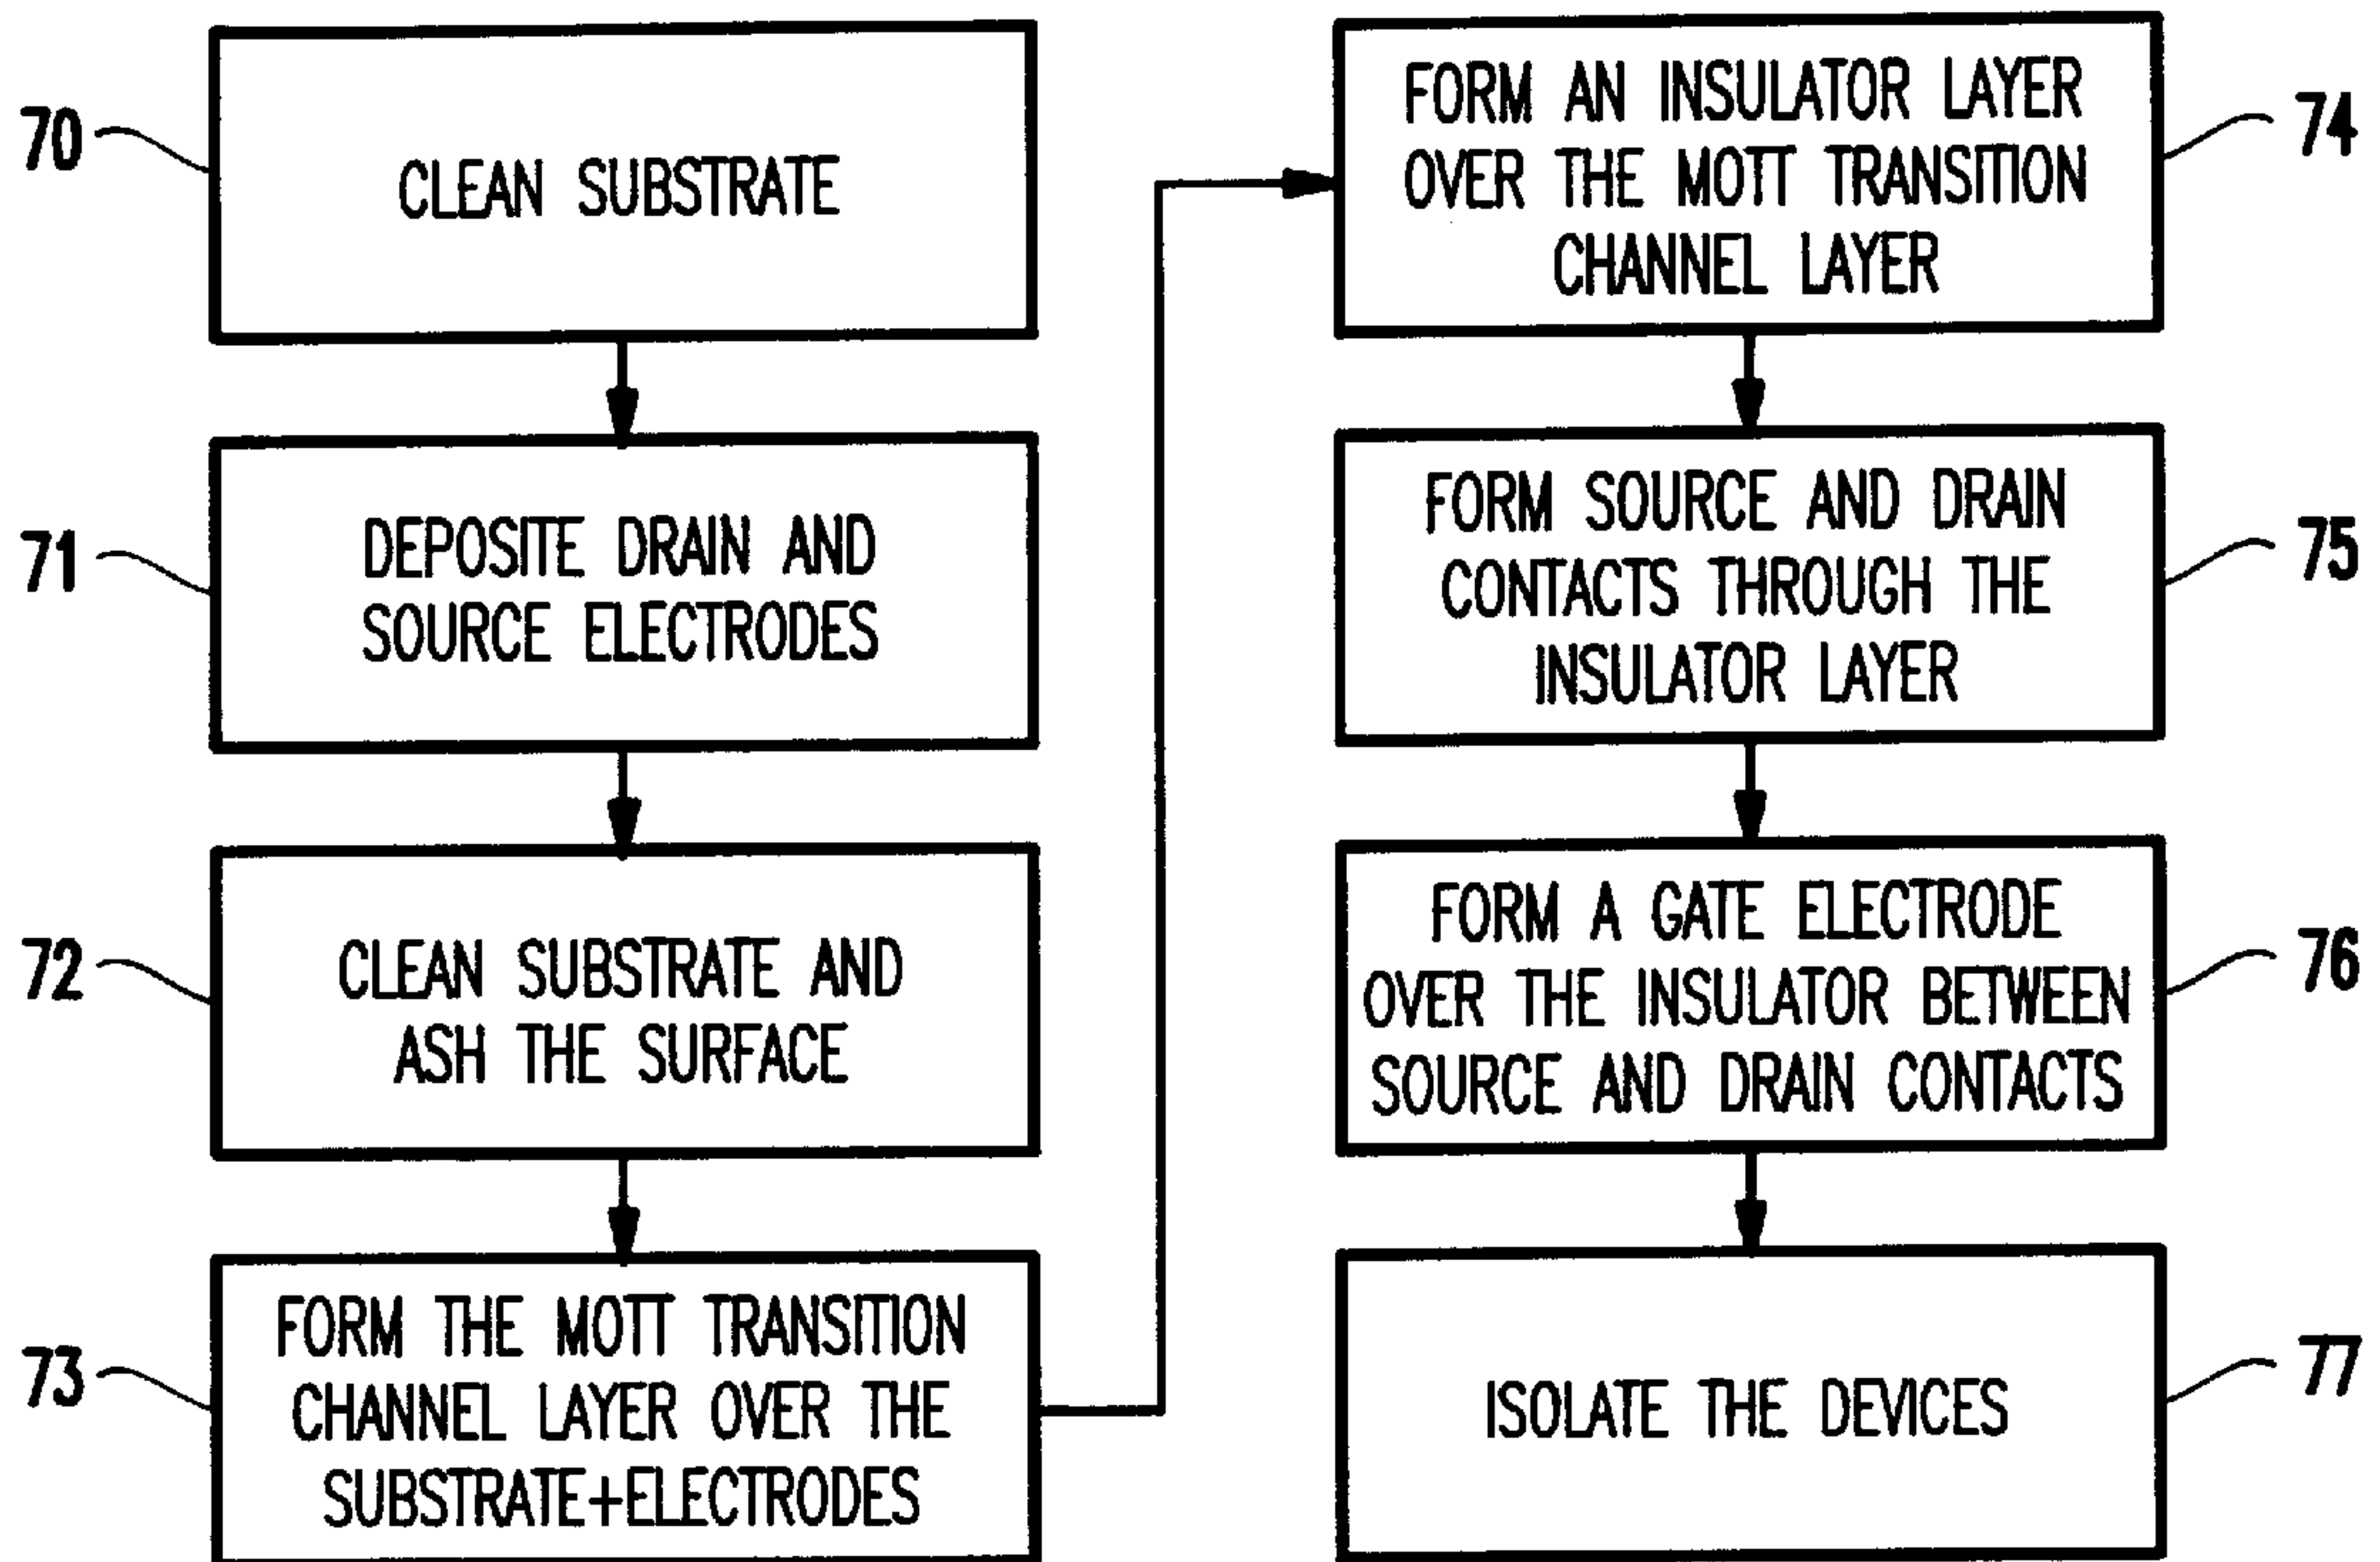 70
CLEAN SUBSTRATE
71
DEPOSITE DRAIN AND
SOURCE ELECTRODES
72
CLEAN SUBSTRATE AND
ASH THE SURFACE
73
FORM THE MOTT TRANSITION
CHANNEL LAYER OVER THE
SUBSTRATE+ELECTRODES
FORM AN INSULATOR LAYER
OVER THE MOTT TRANSITION
CHANNEL LAYER
74
FORM SOURCE AND DRAIN
CONTACTS THROUGH THE
INSULATOR LAYER
75
FORM A GATE ELECTRODE
OVER THE INSULATOR BETWEEN
SOURCE AND DRAIN CONTACTS
76
ISOLATE THE DEVICES
77